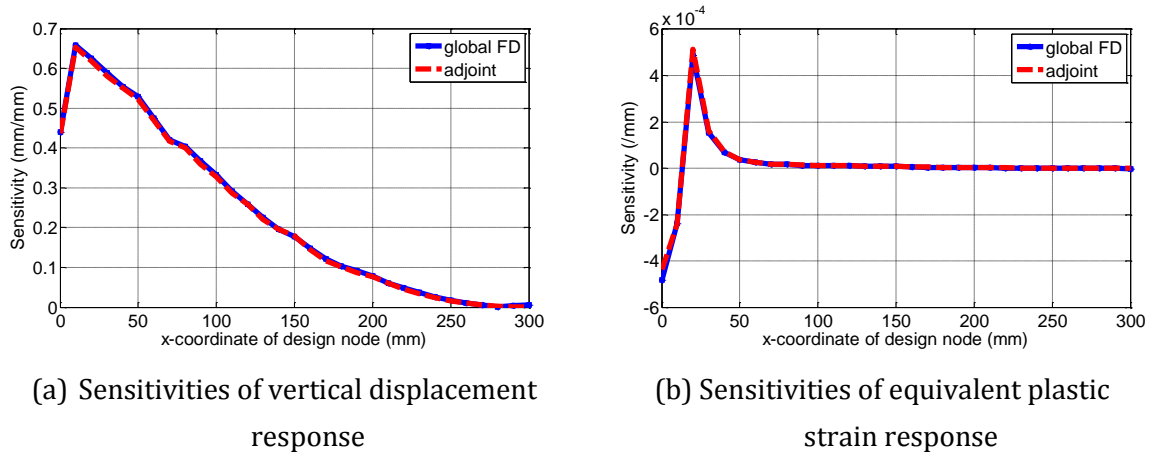 0.7
0.6
0.5
0.4
0.3
0.2
0.1
0
Sensitivity (mm/mm)
global FD
adjoint
0 50 100 150 200 250 300
x-coordinate of design node (mm)
(a) Sensitivities of vertical displacement
response
6 x 10⁻⁴
4
2
0
-2
-4
-6
Sensitivity (/mm)
global FD
adjoint
0 50 100 150 200 250 300
x-coordinate of design node (mm)
(b) Sensitivities of equivalent plastic
strain response